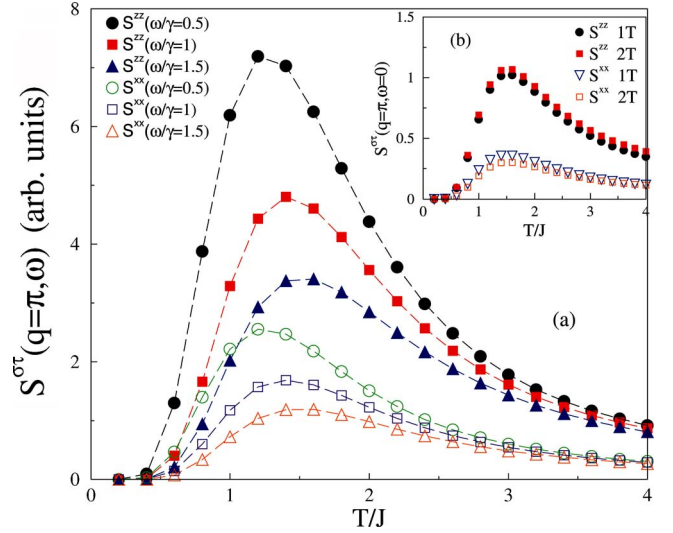 S^zz(ω/γ=0.5)
S^zz(ω/γ=1)
S^zz(ω/γ=1.5)
S^xx(ω/γ=0.5)
S^xx(ω/γ=1)
S^xx(ω/γ=1.5)
(a)
S^στ(q=π,ω) (arb. units)
0
2
4
6
8
0
1
2
3
4
T/J
(b)
S^zz 1T
S^zz 2T
S^xx 1T
S^xx 2T
S^στ(q=π,ω=0)
0
0.5
1
1.5
0
1
2
3
4
T/J